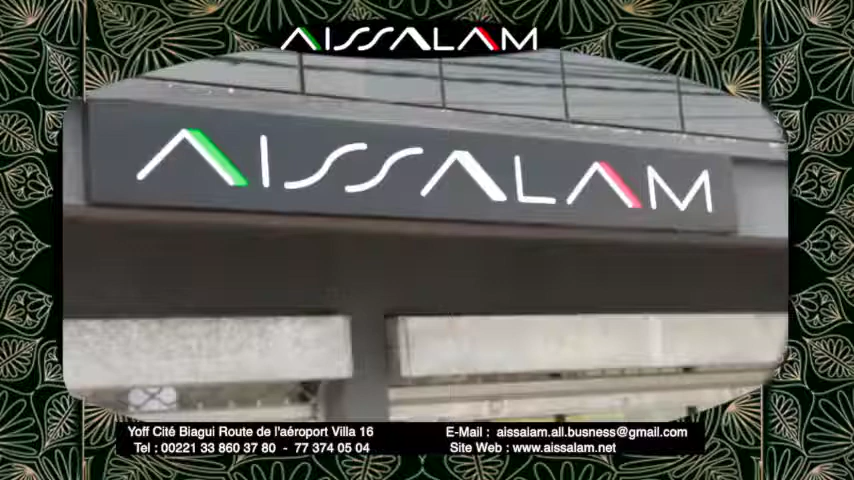 AISSALAM
AISSALAM
Yoff Cité Biagui Route de l'aéroport Villa 16
Tel : 00221 33 860 37 80 - 77 374 05 04
E-Mail : aissalam.all.busness@gmail.com
Site Web : www.aissalam.net